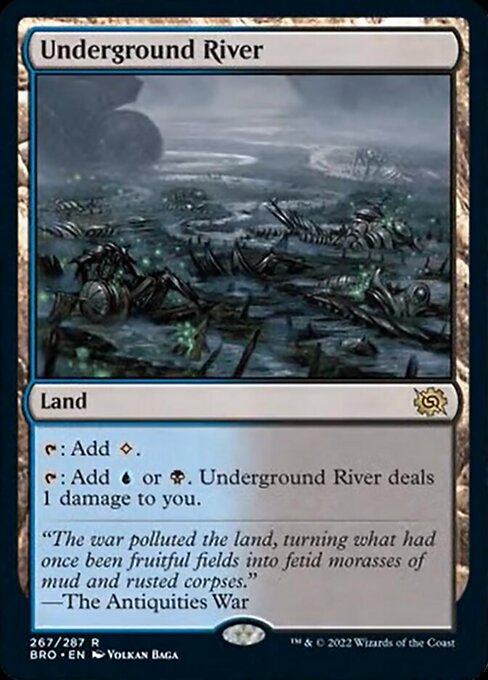 Underground River
Land
: Add .
: Add or . Underground River deals
1 damage to you.
“The war polluted the land, turning what had
once been fruitful fields into fetid morasses of
mud and rusted corpses.”
—The Antiquities War
267/287 R
BRO • EN Volkan Baga
™ & © 2022 Wizards of the Coast